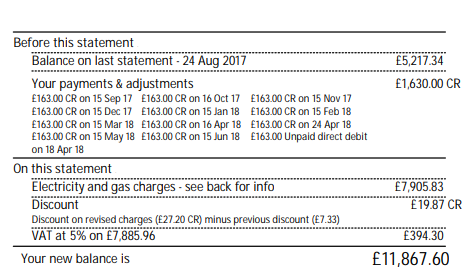 Before this statement
Balance on last statement - 24 Aug 2017 £5,217.34
Your payments & adjustments £1,630.00 CR
£163.00 CR on 15 Sep 17 £163.00 CR on 16 Oct 17 £163.00 CR on 15 Nov 17
£163.00 CR on 15 Dec 17 £163.00 CR on 15 Jan 18 £163.00 CR on 15 Feb 18
£163.00 CR on 15 Mar 18 £163.00 CR on 16 Apr 18 £163.00 CR on 24 Apr 18
£163.00 CR on 15 May 18 £163.00 CR on 15 Jun 18 £163.00 Unpaid direct debit
on 18 Apr 18
On this statement
Electricity and gas charges - see back for info £7,905.83
Discount £19.87 CR
Discount on revised charges (£27.20 CR) minus previous discount (£7.33)
VAT at 5% on £7,885.96 £394.30
Your new balance is £11,867.60